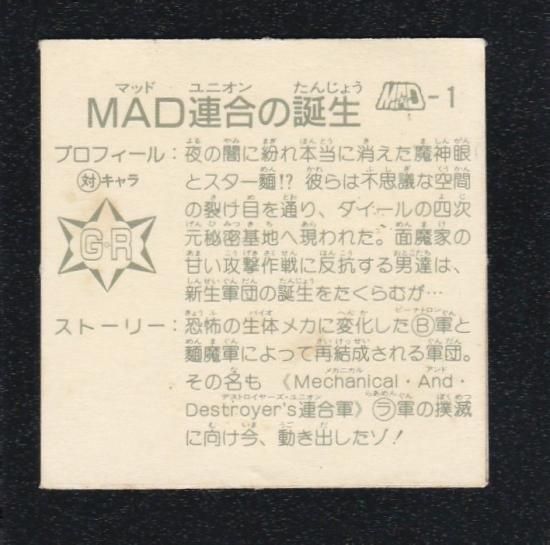 MAD連合の誕生 MAD-1
プロフィール：夜の闇に紛れ本当に消えた魔神眼
㊝キャラ とスター麺!? 彼らは不思議な空間
の裂け目を通り、ダイールの四次
G・R 元秘密基地へ現われた。面魔家の
甘い攻撃作戦に反抗する男達は、
新生軍団の誕生をたくらむが…
ストーリー：恐怖の生体メカに変化したⒷ軍と
麺魔軍によって再結成される軍団。
その名も《Mechanical・And・
Destroyer's連合軍》㋶軍の撲滅
に向け今、動き出したゾ！